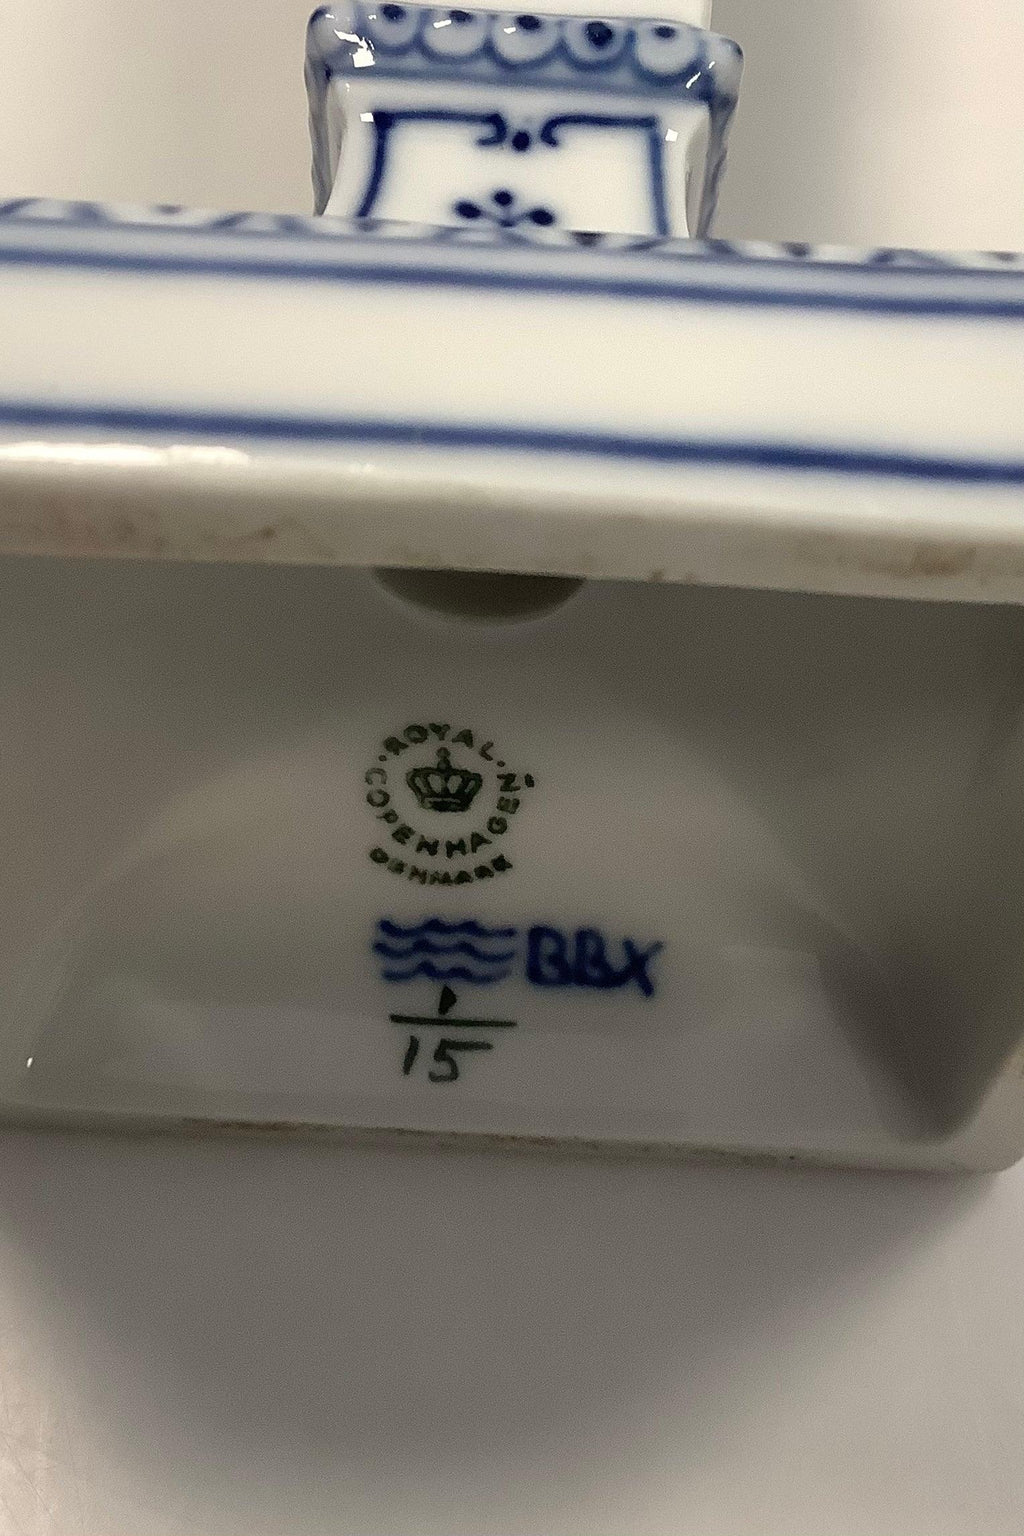 ROYAL
COPENHAGEN
DENMARK
BBX
1
15